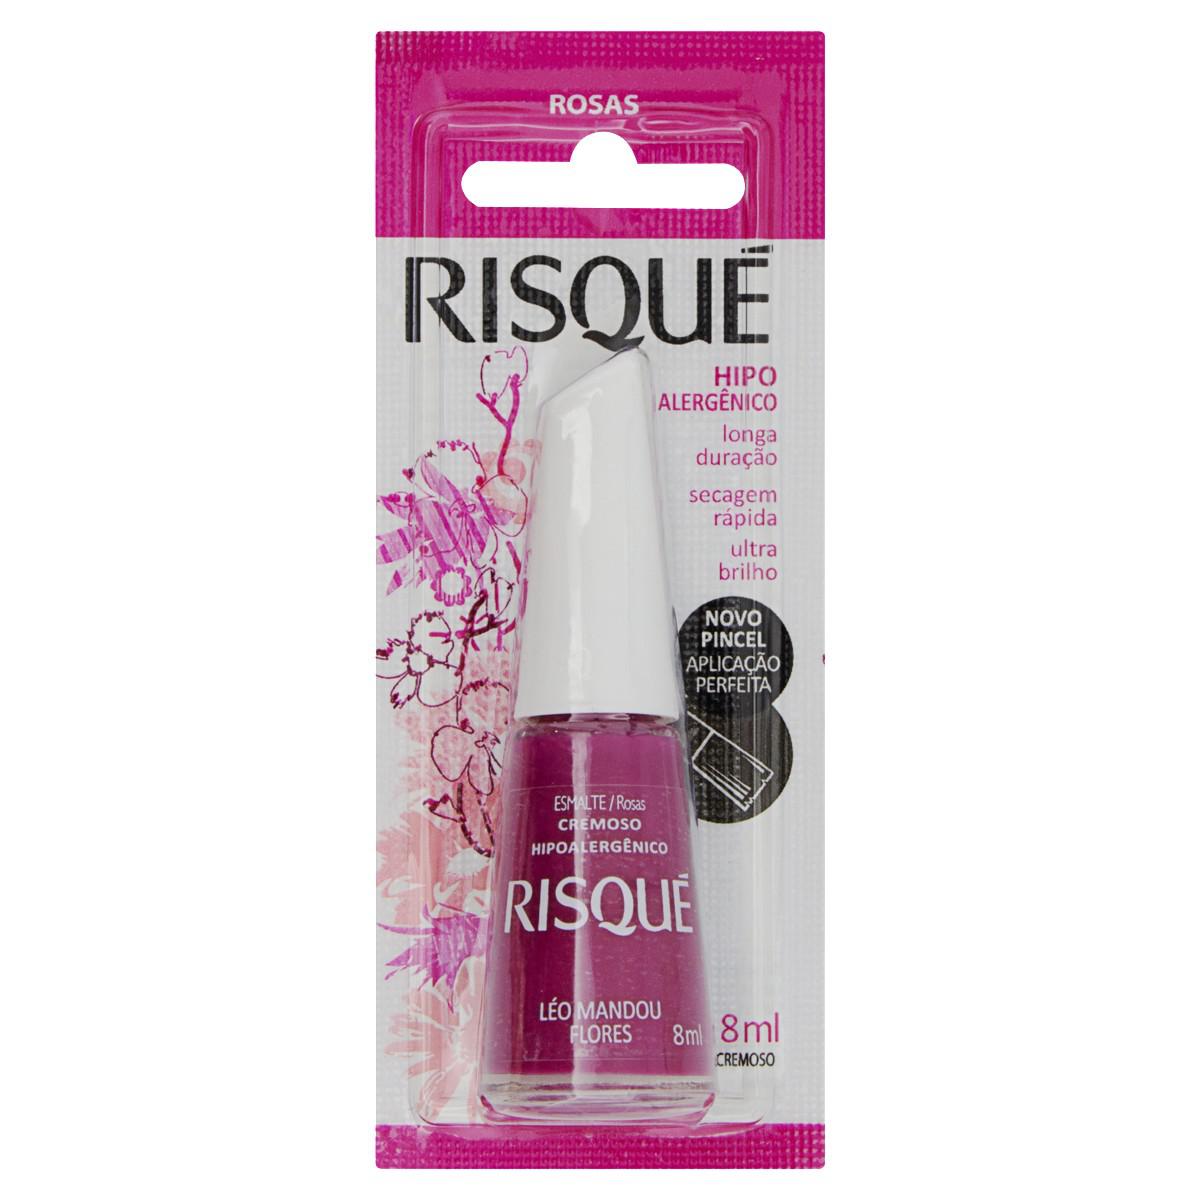 ROSAS
RISQUÉ
HIPO
ALERGÊNICO
longa
duração
secagem
rápida
ultra
brilho
NOVO
PINCEL
APLICAÇÃO
PERFEITA
ESMALTE / Rosas
CREMOSO
HIPOALERGÊNICO
RISQUÉ
LÉO MANDOU
FLORES
8ml
8ml
CREMOSO